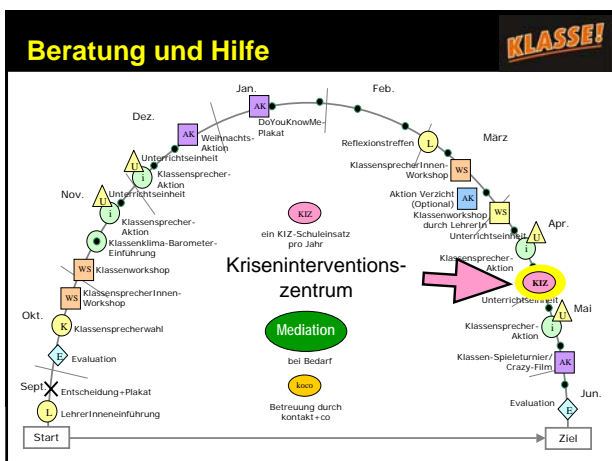 Beratung und Hilfe
KLASSE!
Jan.
Feb.
AK
DoYouKnowMe-
Plakat
Dez.
AK
Weihnachts-
Aktion
U
Unterrichtseinheit
i
Klassensprecher-
Aktion
Nov.
U
Unterrichtseinheit
i
Klassensprecher-
Aktion
Klassenklima-Barometer-
Einführung
WS
Klassenworkshop
WS
KlassensprecherInnen-
Workshop
Okt.
K
Klassensprecherwahl
E
Evaluation
Sept.
Entscheidung+Plakat
L
LehrerInneneinführung
Start
KIZ
ein KIZ-Schuleinsatz
pro Jahr
Kriseninterventions-
zentrum
Mediation
bei Bedarf
koco
Betreuung durch
kontakt+co
März
Reflexionstreffen
L
KlassensprecherInnen-
Workshop
WS
Aktion Verzicht
(Optional)
AK
Klassenworkshop
durch LehrerIn
WS
Apr.
Unterrichtseinheit
U
Klassensprecher-
Aktion
i
KIZ
Unterrichtseinheit
U
Mai
Klassensprecher-
Aktion
i
Klassen-Spieleturnier/
Crazy-Film
AK
Jun.
Evaluation
E
Ziel